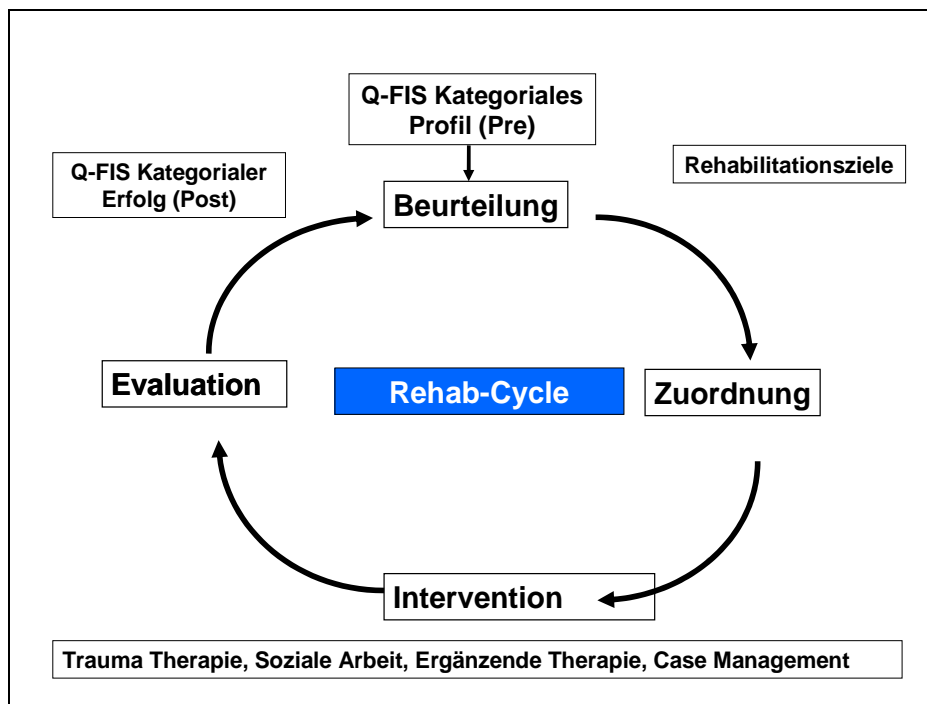 Q-FIS Kategoriales
Profil (Pre)
Q-FIS Kategorialer
Erfolg (Post)
Rehabilitationsziele
Beurteilung
Evaluation
Rehab-Cycle
Zuordnung
Intervention
Trauma Therapie, Soziale Arbeit, Ergänzende Therapie, Case Management